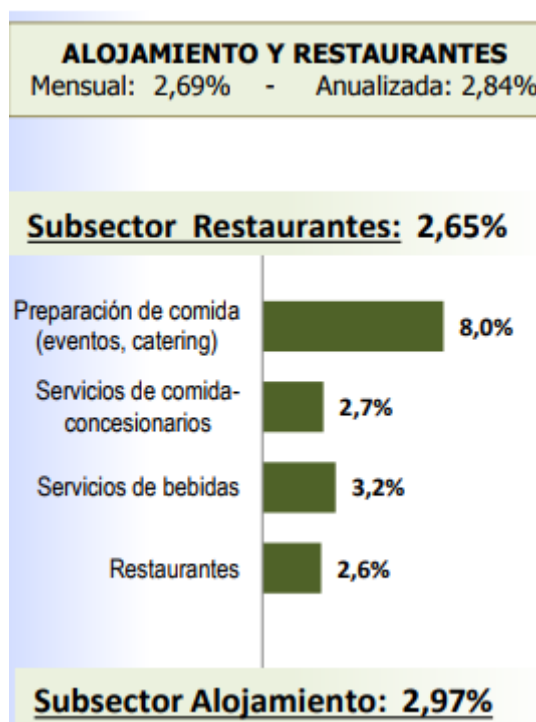 ALOJAMIENTO Y RESTAURANTES
Mensual: 2,69% - Anualizada: 2,84%
Subsector Restaurantes: 2,65%
Preparación de comida
(eventos, catering)
8,0%
Servicios de comida-
concesionarios
2,7%
Servicios de bebidas
3,2%
Restaurantes
2,6%
Subsector Alojamiento: 2,97%